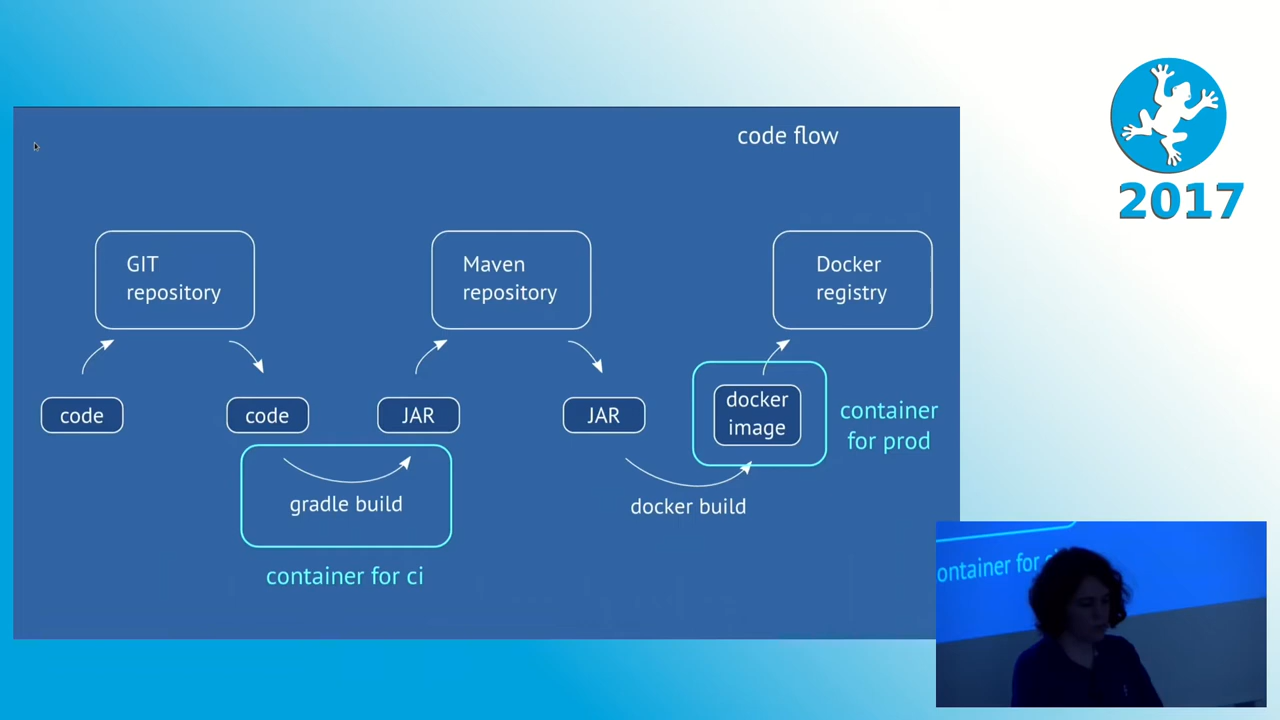 code flow
2017
GIT
repository
Maven
repository
Docker
registry
code
code
JAR
JAR
docker
image
container
for prod
gradle build
docker build
container for ci
ontainer for